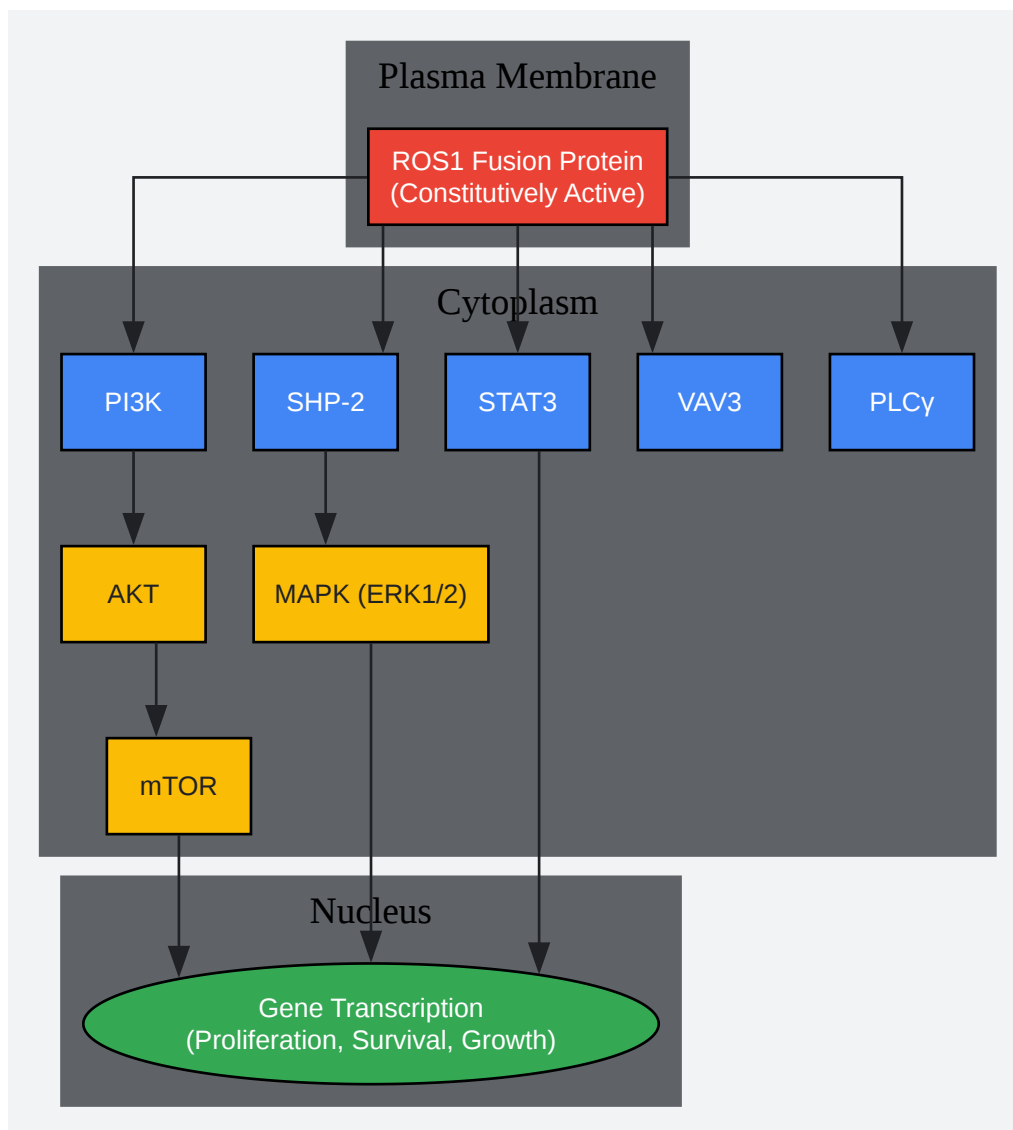 Plasma Membrane
ROS1 Fusion Protein
(Constitutively Active)
Cytoplasm
PI3K
SHP-2
STAT3
VAV3
PLCγ
AKT
MAPK (ERK1/2)
mTOR
Nucleus
Gene Transcription
(Proliferation, Survival, Growth)